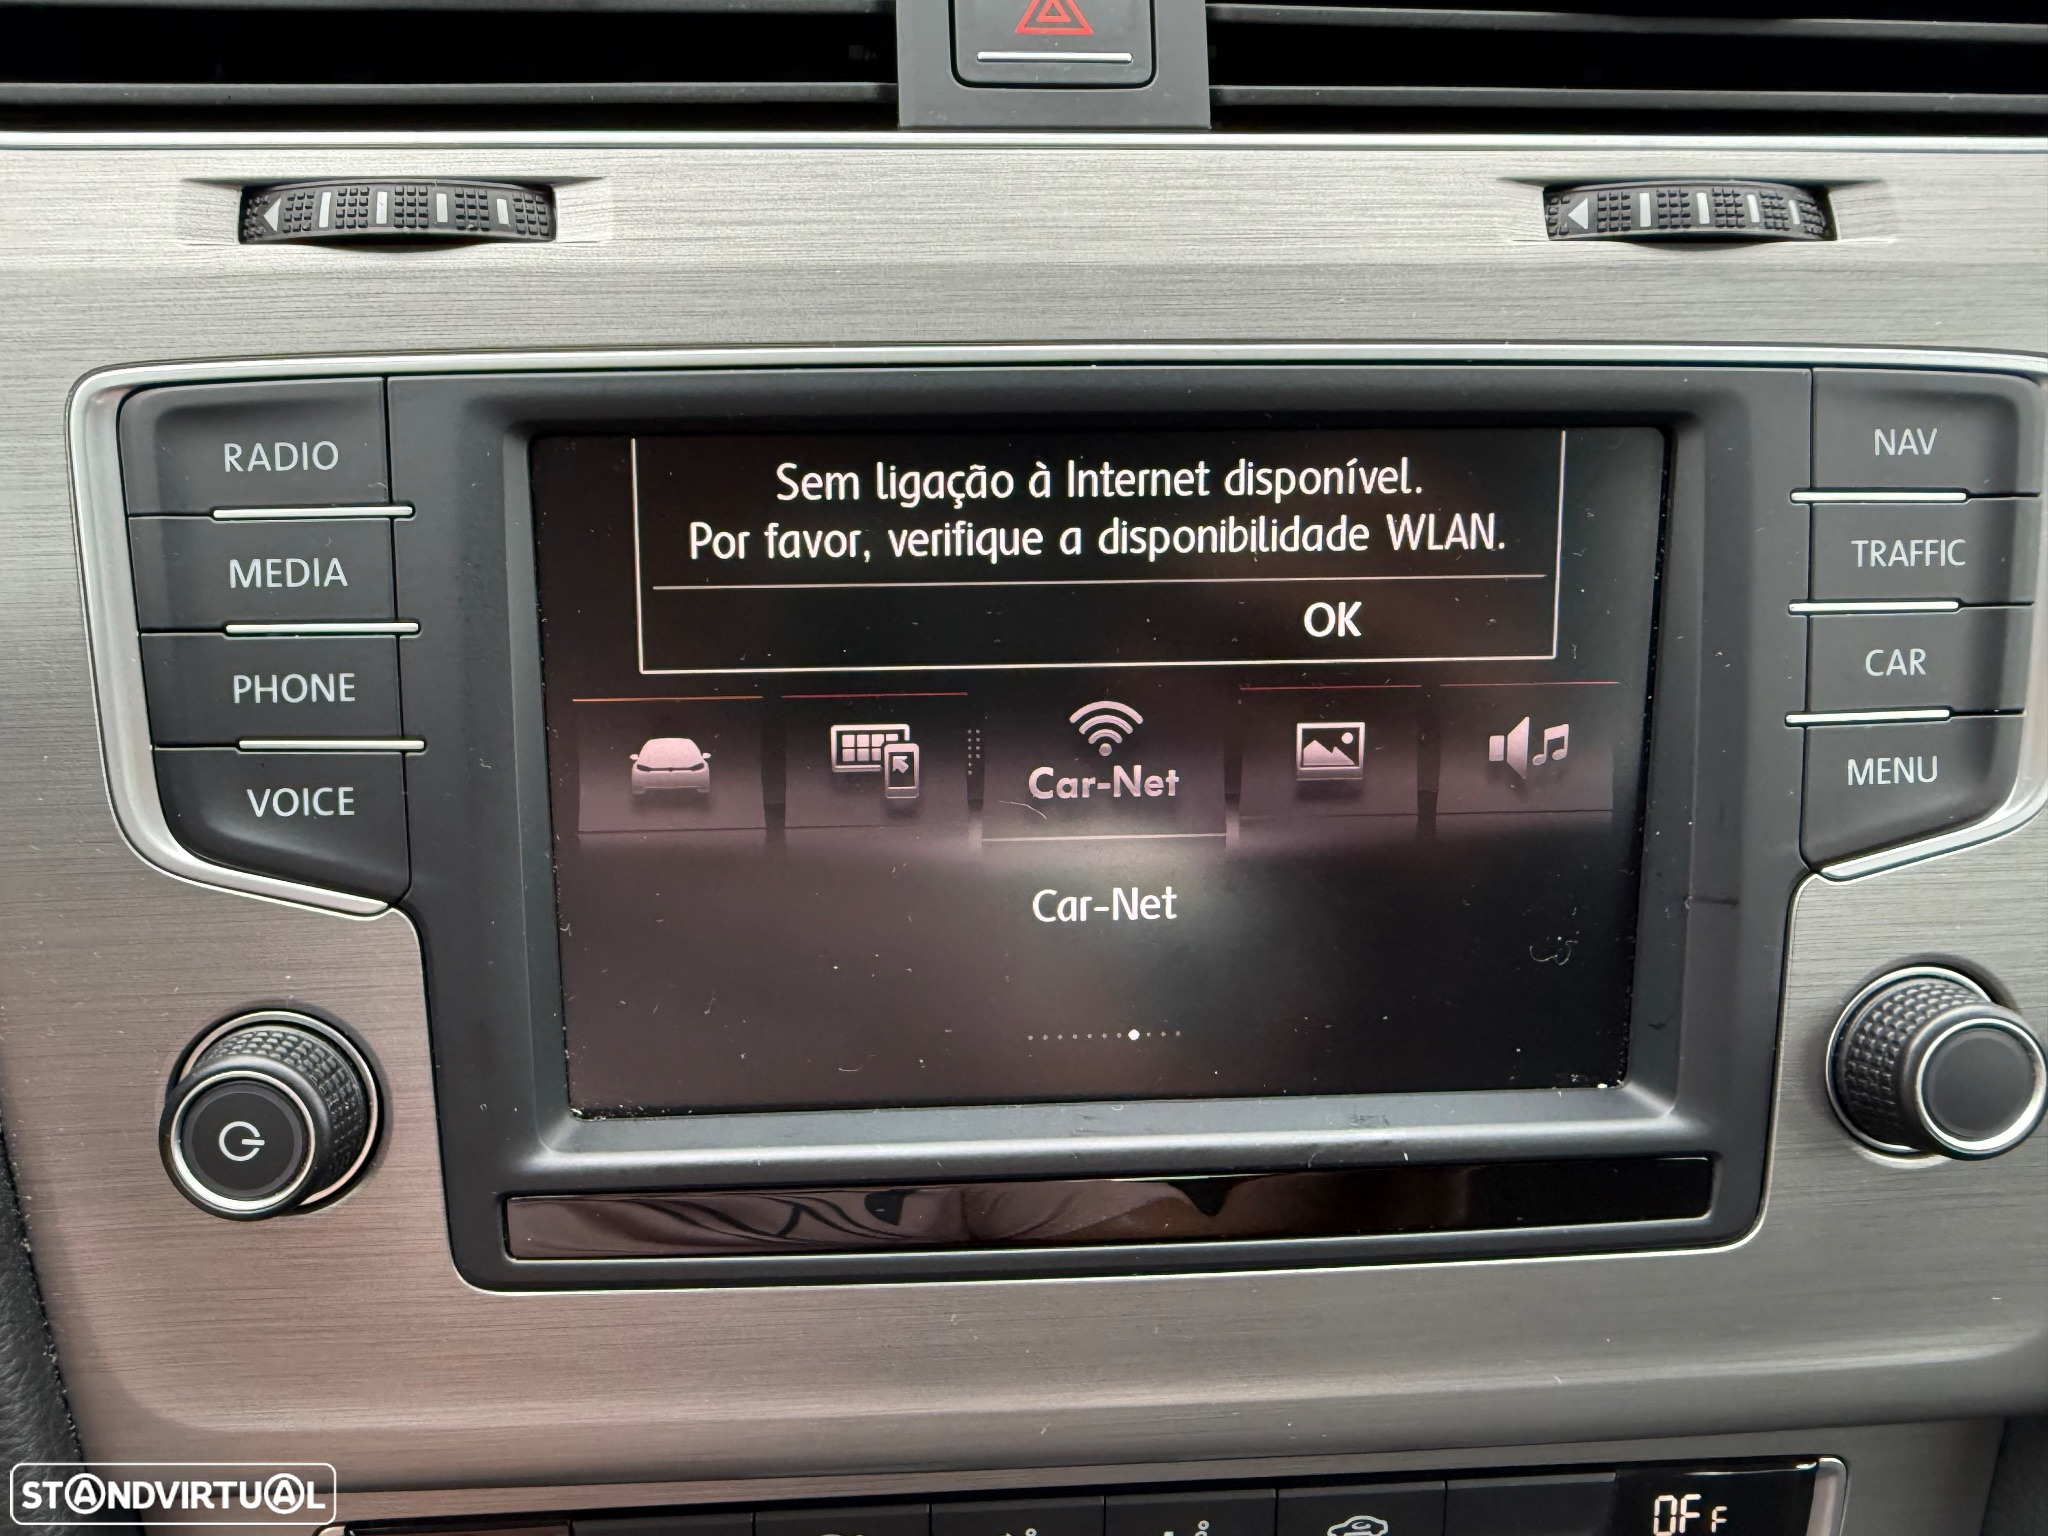 RADIO
MEDIA
PHONE
VOICE
Sem ligação à Internet disponível.
Por favor, verifique a disponibilidade WLAN.
OK
Car-Net
Car-Net
NAV
TRAFFIC
CAR
MENU
STANDVIRTUAL
OFF